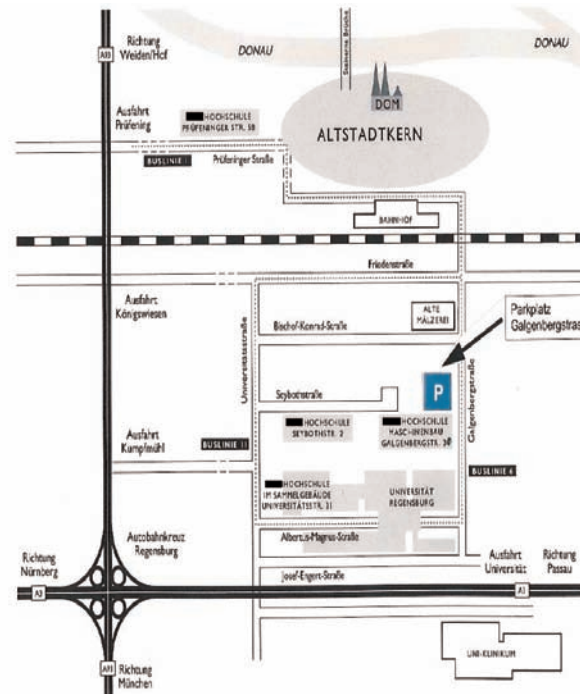 A93
Richtung
Weiden/Hof
DONAU
DONAU
Steinerne Brücke
Ausfahrt
Prüfening
HOCHSCHULE
PRÜFENINGER STR. 58
DOM
ALTSTADTKERN
BUSLINIE 1
Prüfeninger Straße
BAHNHOF
Friedenstraße
Ausfahrt
Königswiesen
Universitätsstraße
ALTE
MÄLZEREI
Bischof-Konrad-Straße
Parkplatz
Galgenbergstras
Galgenbergstraße
P
Seybothstraße
HOCHSCHULE
SEYBOTHSTR. 2
HOCHSCHULE
MASCHINENBAU
GALGENBERGSTR. 30
Ausfahrt
Kumpfmühl
BUSLINIE 11
BUSLINIE 6
HOCHSCHULE
IM SAMMELGEBÄUDE
UNIVERSITÄTSSTR. 31
UNIVERSITÄT
REGENSBURG
Autobahnkreuz
Regensburg
Albertus-Magnus-Straße
Richtung
Nürnberg
Ausfahrt
Universität
Richtung
Passau
Josef-Engert-Straße
A3
A3
UNI-KLINIKUM
A93
Richtung
München